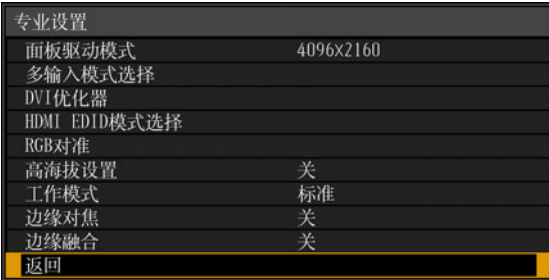 专业设置
面板驱动模式 4096X2160
多输入模式选择
DVI优化器
HDMI EDID模式选择
RGB对准
高海拔设置 关
工作模式 标准
边缘对焦 关
边缘融合 关
返回